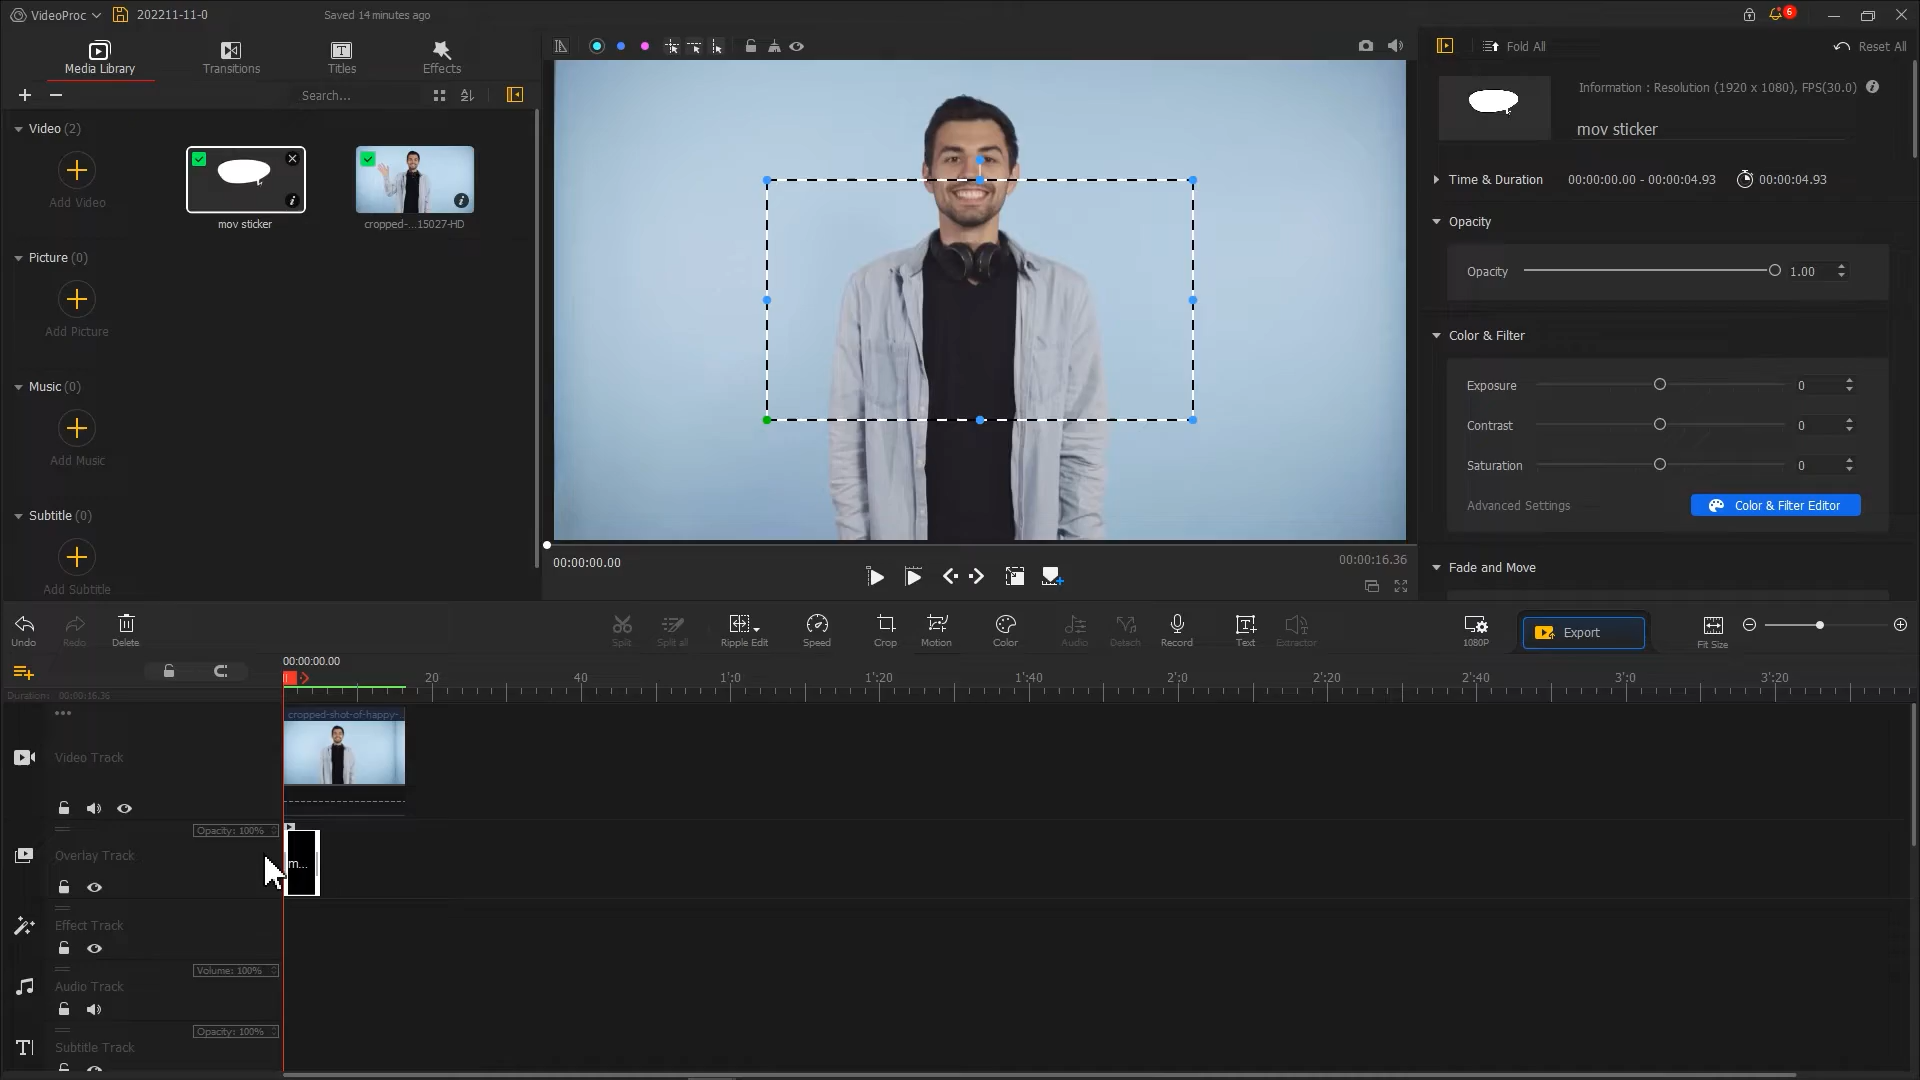 VideoProc
202211-11-0
Saved 14 minutes ago
6
Media Library
Transitions
Titles
Effects
Search...
Video (2)
Add Video
mov sticker
cropped-...15027-HD
Picture (0)
Add Picture
Music (0)
Add Music
Subtitle (0)
Add Subtitle
00:00:00.00
00:00:16.36
Fold All
Reset All
Information : Resolution (1920 x 1080), FPS(30.0)
mov sticker
Time & Duration
00:00:00.00 - 00:00:04.93
00:00:04.93
Opacity
Opacity
1.00
Color & Filter
Exposure
0
Contrast
0
Saturation
0
Advanced Settings
Color & Filter Editor
Fade and Move
Undo
Redo
Delete
Split
Split all
Ripple Edit
Speed
Crop
Motion
Color
Audio
Detach
Record
Text
Extractor
1080P
Export
Fit Size
00:00:00.00
20
40
1':0
1':20
1':40
2':0
2':20
2':40
3':0
3':20
Duration: 00:00:16.36
cropped-shot-of-happy-...
Video Track
Opacity: 100%
Overlay Track
m...
Effect Track
Volume: 100%
Audio Track
Opacity: 100%
Subtitle Track